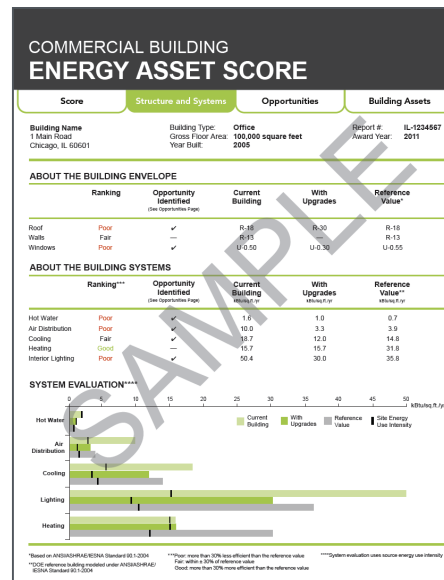 COMMERCIAL BUILDING
ENERGY ASSET SCORE
Score Structure and Systems Opportunities Building Assets
Building Name Building Type: Office Report #: IL-1234567
1 Main Road Gross Floor Area: 100,000 square feet Award Year: 2011
Chicago, IL 60601 Year Built: 2005
ABOUT THE BUILDING ENVELOPE
Ranking Opportunity Current With Reference
Identified Building Upgrades Value*
(See Opportunities Page)
Roof Poor ✔ R-18 R-30 R-18
Walls Fair — R-13 — R-13
Windows Poor ✔ U-0.50 U-0.30 U-0.55
ABOUT THE BUILDING SYSTEMS
Ranking*** Opportunity Current With Reference
Identified Building Upgrades Value**
(See Opportunities Page) kBtu/sq.ft./yr kBtu/sq.ft./yr kBtu/sq.ft./yr
Hot Water Poor ✔ 1.6 1.0 0.7
Air Distribution Poor ✔ 10.0 3.3 3.9
Cooling Fair ✔ 18.7 12.0 14.8
Heating Good — 15.7 15.7 31.8
Interior Lighting Poor ✔ 50.4 30.0 35.8
SYSTEM EVALUATION****
0 5 10 15 20 25 30 35 40 45 50 kBtu/sq.ft./yr
Hot Water
Current With Reference Site Energy
Building Upgrades Value Use Intensity
Air
Distribution
Cooling
Lighting
Heating
SAMPLE
*Based on ANSI/ASHRAE/IESNA Standard 90.1-2004 ***Poor: more than 30% less efficient than the reference value ****System evaluation uses source energy use intensity
Fair: within ± 30% of reference value
**DOE reference building modeled under ANSI/ASHRAE/ Good: more than 30% more efficient than the reference value
IESNA Standard 90.1-2004